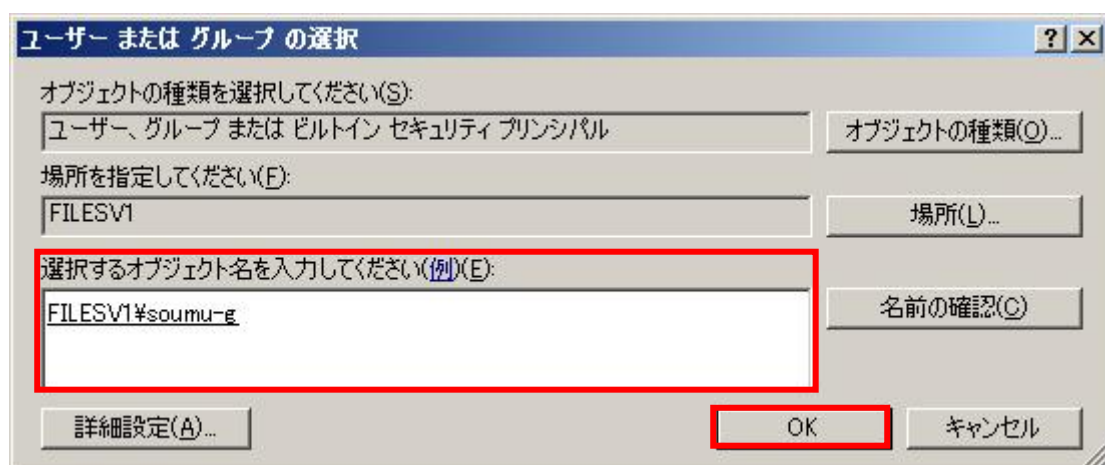 ユーザー または グループ の選択
オブジェクトの種類を選択してください(S):
ユーザー、グループ または ビルトイン セキュリティ プリンシパル
オブジェクトの種類(O)...
場所を指定してください(F):
FILESV1
場所(L)...
選択するオブジェクト名を入力してください(例)(E):
FILESV1¥soumu-g
名前の確認(C)
詳細設定(A)...
OK
キャンセル